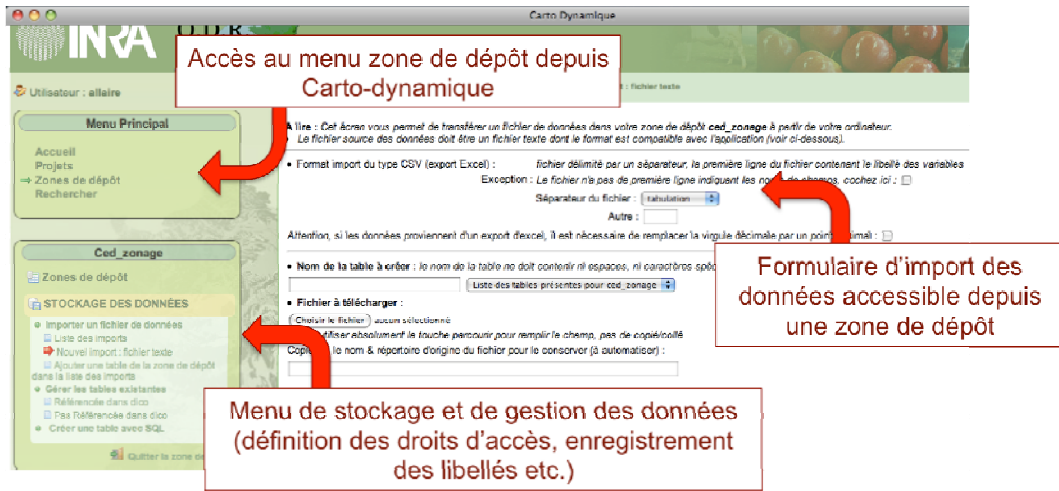 Carto Dynamique
INRA O.D.R.
Accès au menu zone de dépôt depuis
Carto-dynamique
Utilisateur : allaire
: fichier texte
Menu Principal
Accueil
Projets
Zones de dépôt
Rechercher
A lire : Cet écran vous permet de transférer un fichier de données dans votre zone de dépôt ced_zonage à partir de votre ordinateur.
Le fichier source des données doit être un fichier texte dont le format est compatible avec l'application (voir ci-dessous).
• Format import du type CSV (export Excel) : fichier délimité par un séparateur, la première ligne du fichier contenant le libellé des variables
Exception : Le fichier n'a pas de première ligne indiquant les noms de champs, cochez ici :
Séparateur du fichier : tabulation
Autre :
Attention, si les données proviennent d'un export d'excel, il est nécessaire de remplacer la virgule décimale par un point
Formulaire d'import des
données accessible depuis
une zone de dépôt
• Nom de la table à créer : le nom de la table ne doit contenir ni espaces, ni caractères
Liste des tables présentes pour ced_zonage
• Fichier à télécharger :
Choisir le fichier aucun sélectionné
utiliser absolument la touche parcourir pour remplir le champ, pas de copié/collé
le nom & répertoire d'origine du fichier pour le conserver (à automatiser) :
Ced_zonage
Zones de dépôt
STOCKAGE DES DONNÉES
Importer un fichier de données
Liste des imports
Nouvel import : fichier texte
Ajouter une table de la zone de dépôt
dans la liste des imports
Gérer les tables existantes
Référencée dans dico
Pas Référencée dans dico
Créer une table avec SQL
Quitter la zone
Menu de stockage et de gestion des données
(définition des droits d'accès, enregistrement
des libellés etc.)